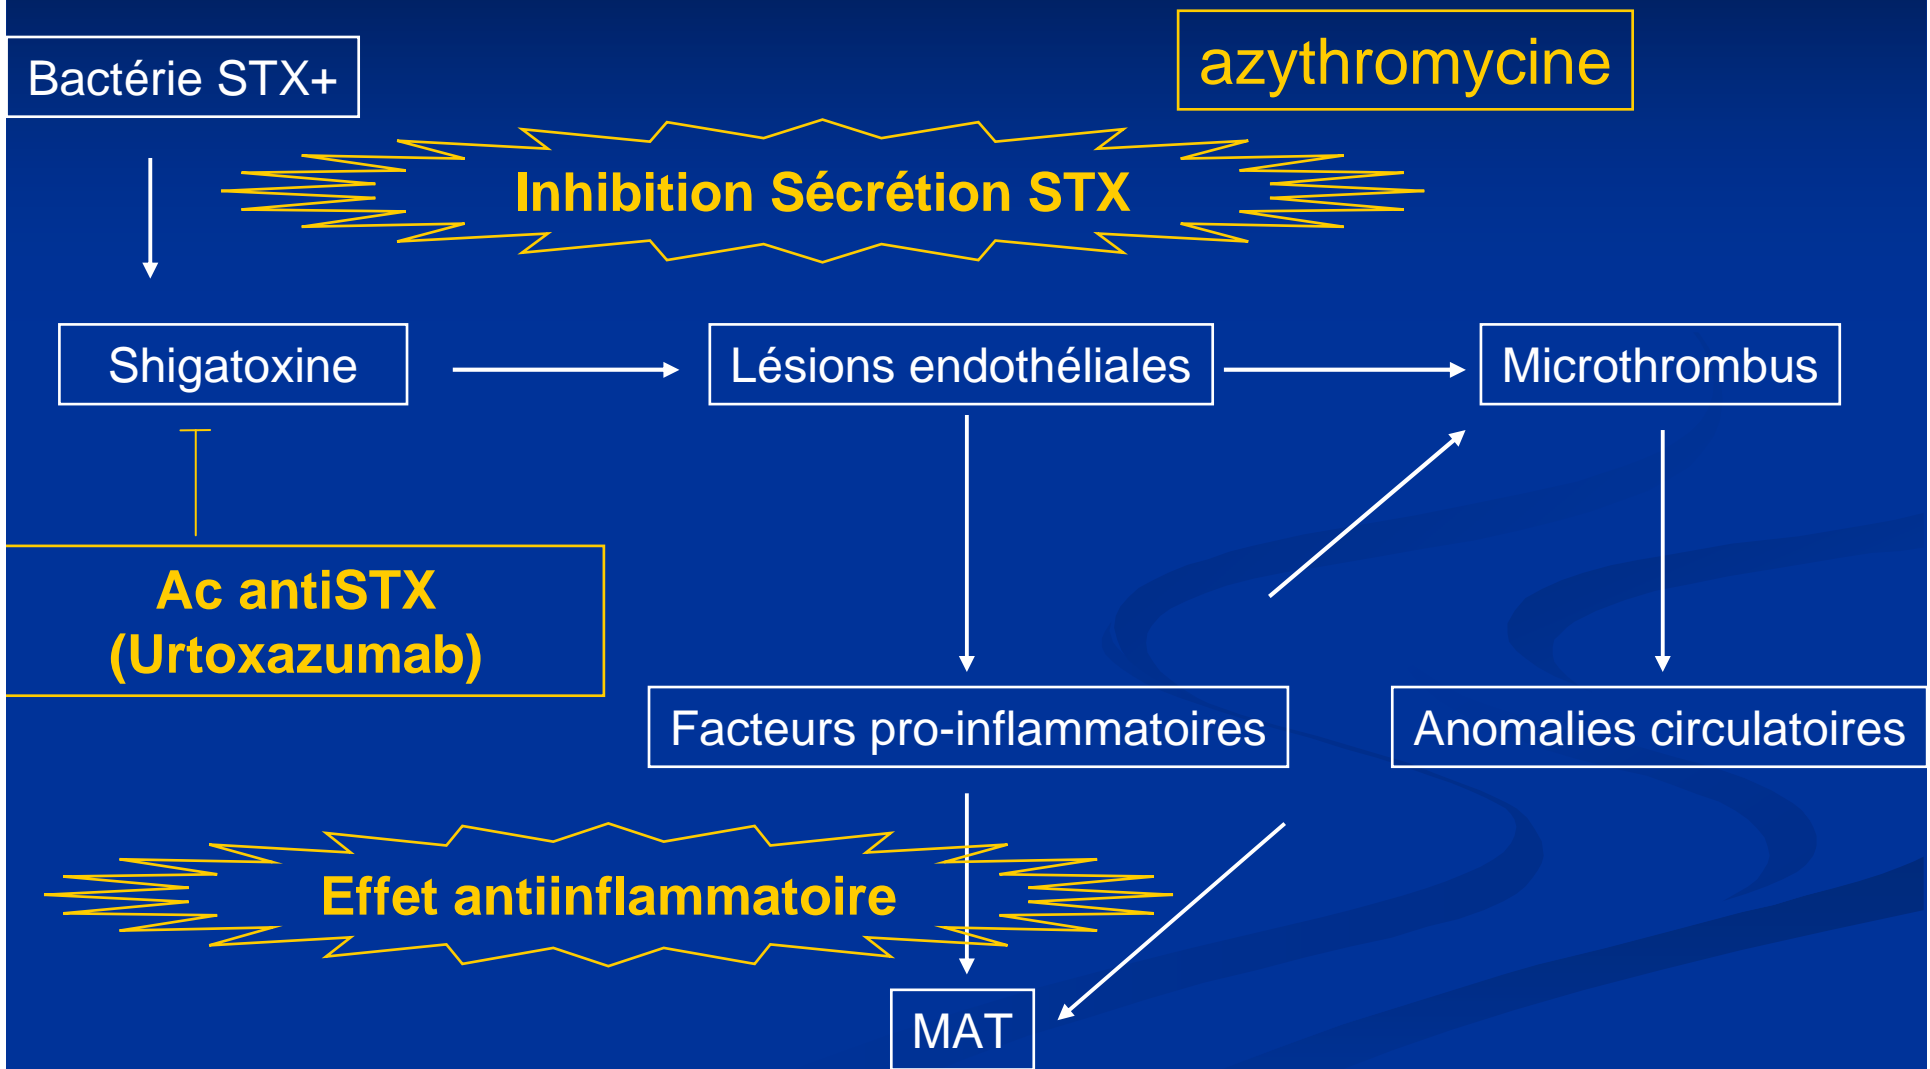 azythromycine
Bactérie STX+
Inhibition Sécrétion STX
Shigatoxine
Lésions endothéliales
Microthrombus
Ac antiSTX
(Urtoxazumab)
Facteurs pro-inflammatoires
Anomalies circulatoires
Effet antiinflammatoire
MAT